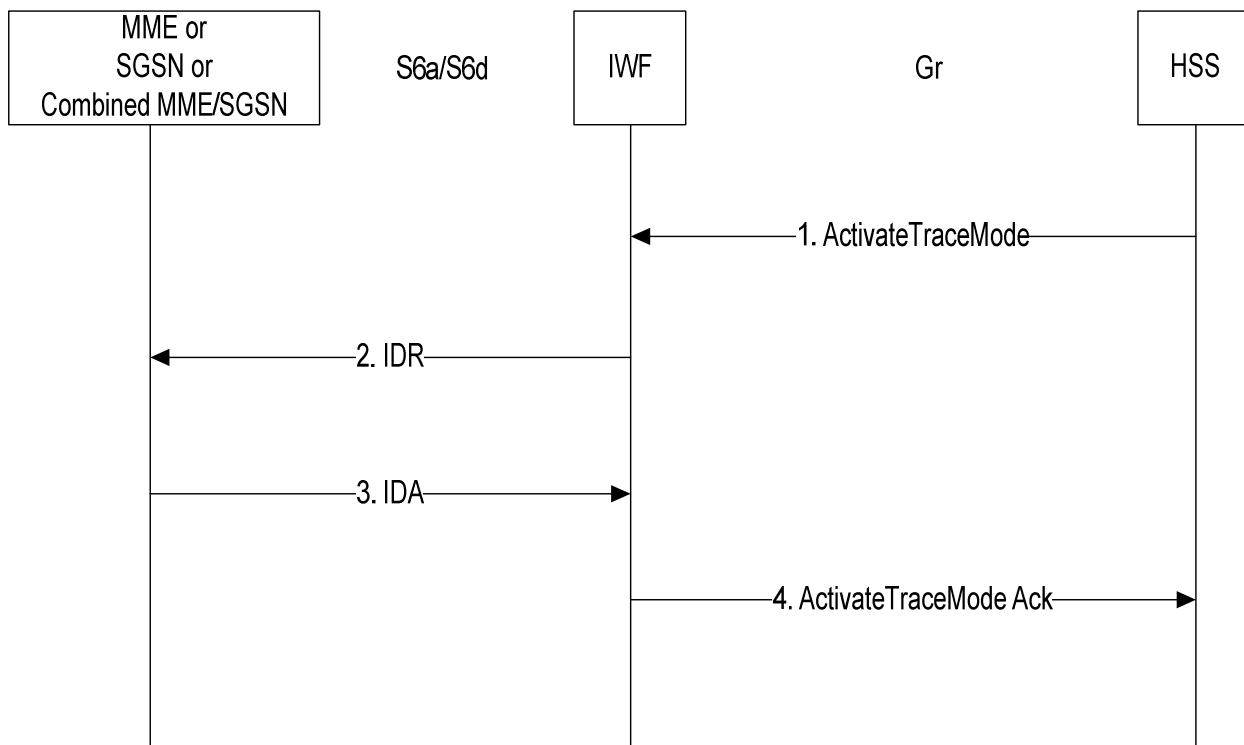 MME or
SGSN or
Combined MME/SGSN
S6a/S6d
IWF
Gr
HSS
1. ActivateTraceMode
2. IDR
3. IDA
4. ActivateTraceMode Ack